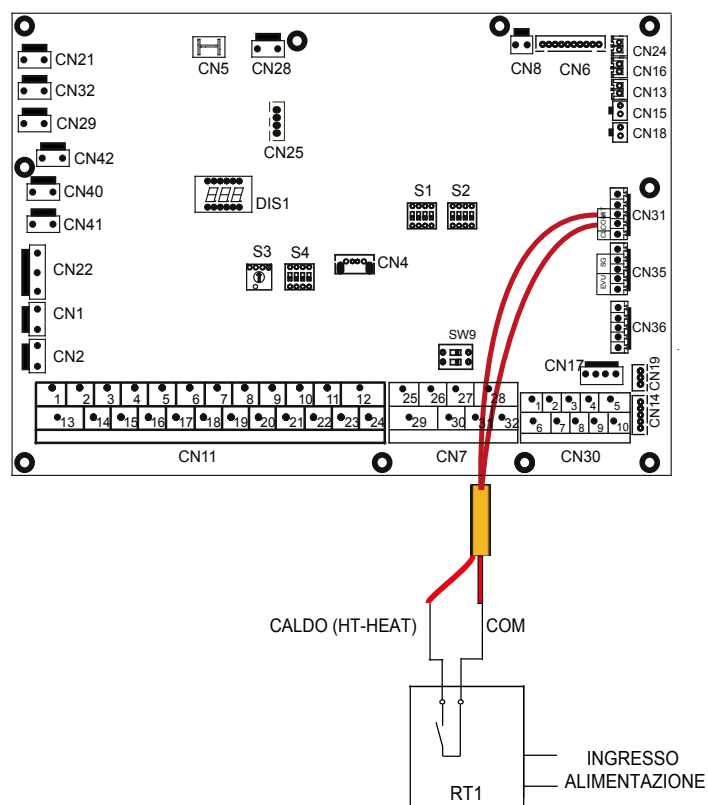 CN21
CN32
CN29
CN42
CN40
CN41
CN22
CN1
CN2
CN5
CN28
CN25
DIS1
CN8
CN6
CN24
CN16
CN13
CN15
CN18
S1
S2
CN31
COM
SG
EVU
CN35
S3
S4
CN4
CN36
SW9
CN17
CN19
CN14
1 2 3 4 5 6 7 8 9 10 11 12
13 14 15 16 17 18 19 20 21 22 23 24
CN11
25 26 27 28
29 30 31 32
CN7
1 2 3 4 5
6 7 8 9 10
CN30
CALDO (HT-HEAT)
COM
INGRESSO
ALIMENTAZIONE
RT1